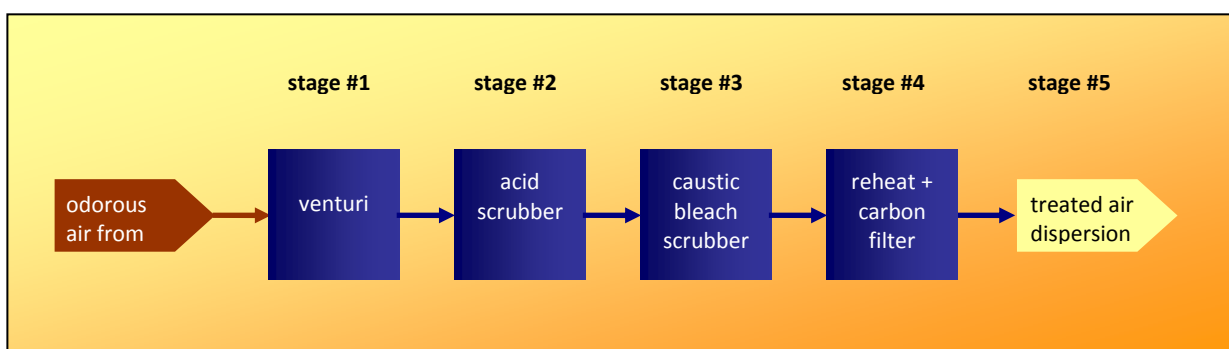 stage #1 stage #2 stage #3 stage #4 stage #5
odorous
air from
venturi
acid
scrubber
caustic
bleach
scrubber
reheat +
carbon
filter
treated air
dispersion